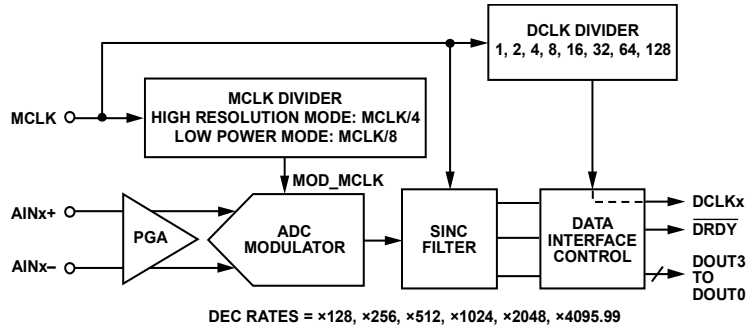 DCLK DIVIDER
1, 2, 4, 8, 16, 32, 64, 128
MCLK
MCLK DIVIDER
HIGH RESOLUTION MODE: MCLK/4
LOW POWER MODE: MCLK/8
MOD_MCLK
AINx+
AINx–
PGA
ADC
MODULATOR
SINC
FILTER
DATA
INTERFACE
CONTROL
DCLKx
DRDY
DOUT3
TO
DOUT0
DEC RATES = ×128, ×256, ×512, ×1024, ×2048, ×4095.99